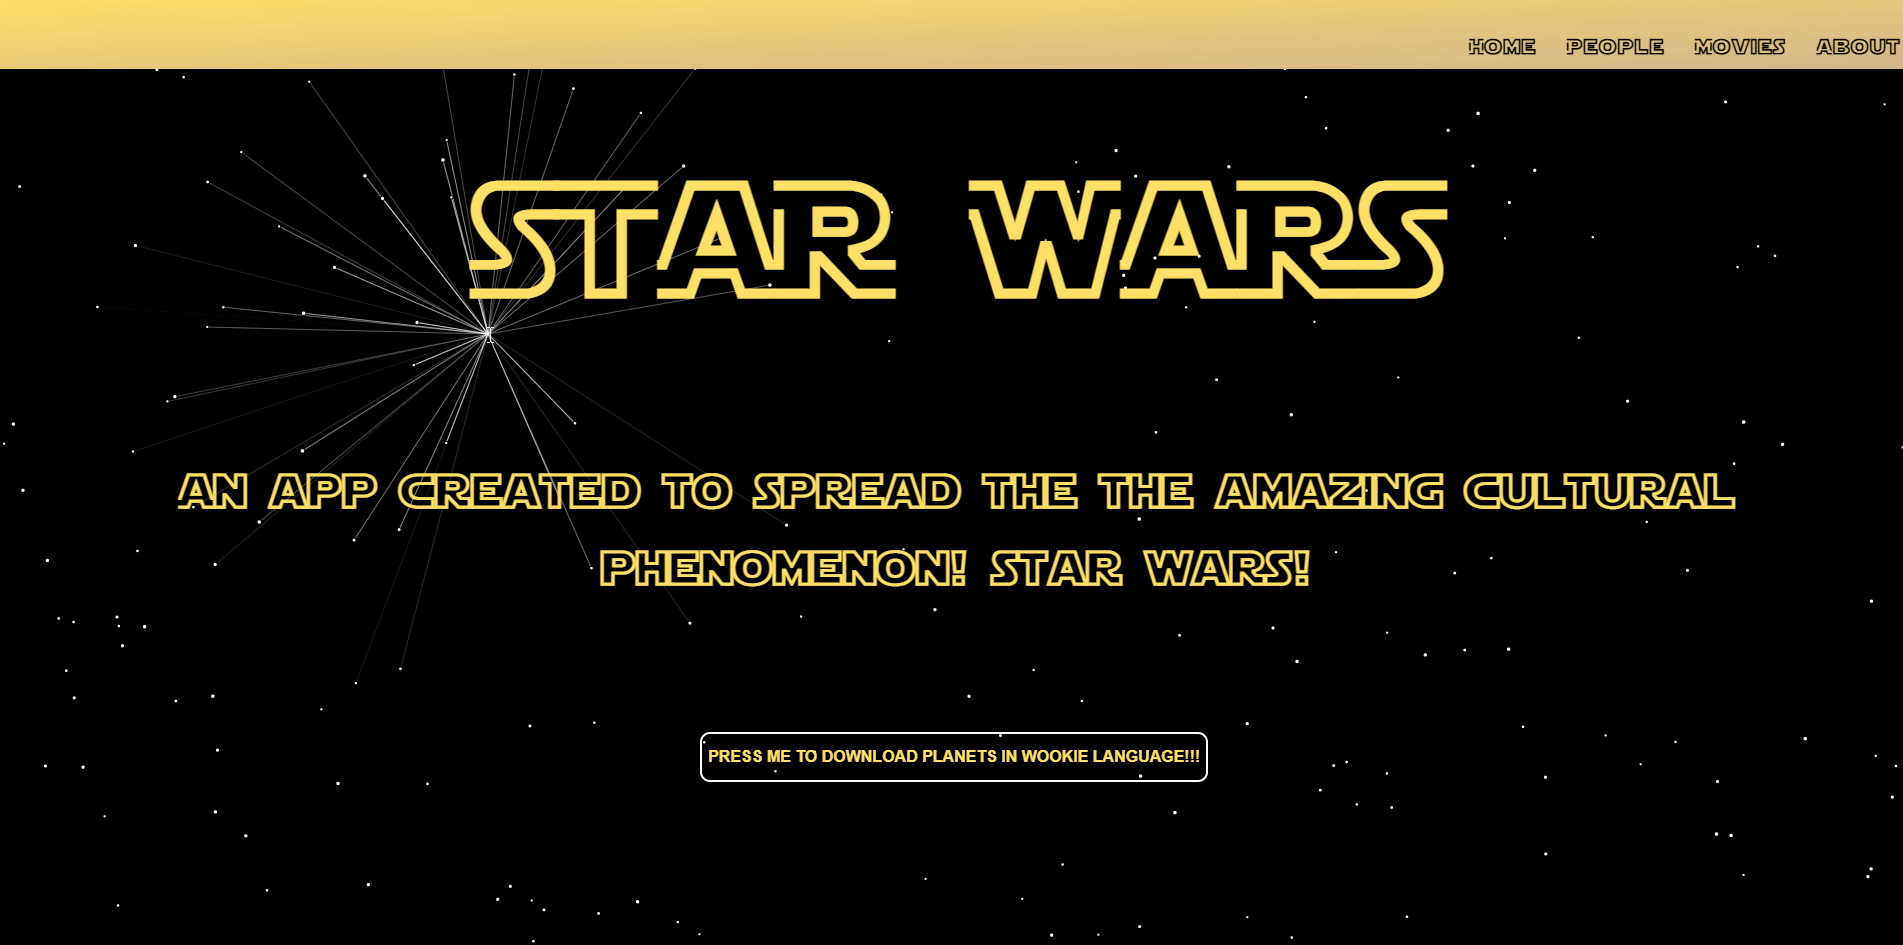 HOME PEOPLE MOVIES ABOUT
STAR WARS
AN APP CREATED TO SPREAD THE THE AMAZING CULTURAL
PHENOMENON! STAR WARS!
PRESS ME TO DOWNLOAD PLANETS IN WOOKIE LANGUAGE!!!